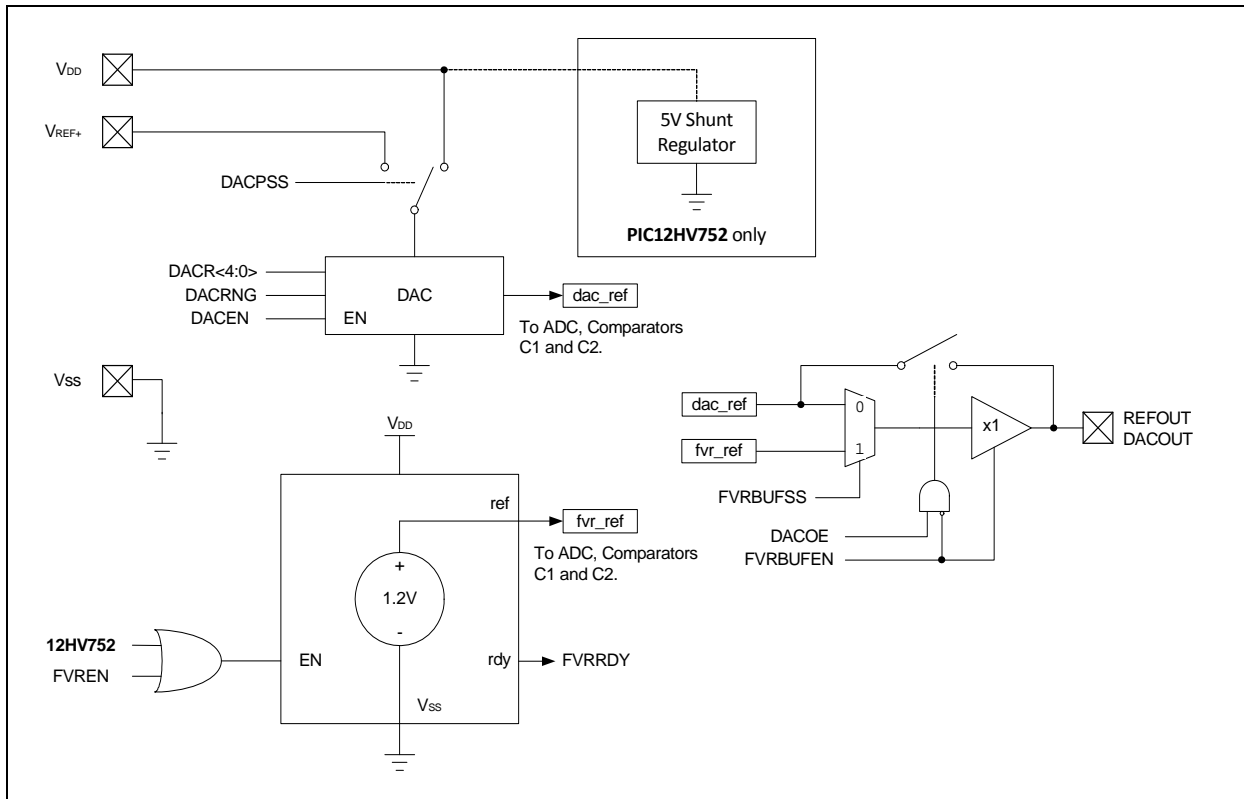 VDD
VREF+
5V Shunt
Regulator
PIC12HV752 only
DACPSS
DACR<4:0>
DACRNG
DACEN
EN
DAC
dac_ref
To ADC, Comparators
C1 and C2.
VSS
VDD
ref
fvr_ref
To ADC, Comparators
C1 and C2.
+
1.2V
-
12HV752
FVREN
EN
rdy
FVRRDY
VSS
dac_ref
0
fvr_ref
1
x1
REFOUT
DACOUT
FVRBUFSS
DACOE
FVRBUFEN